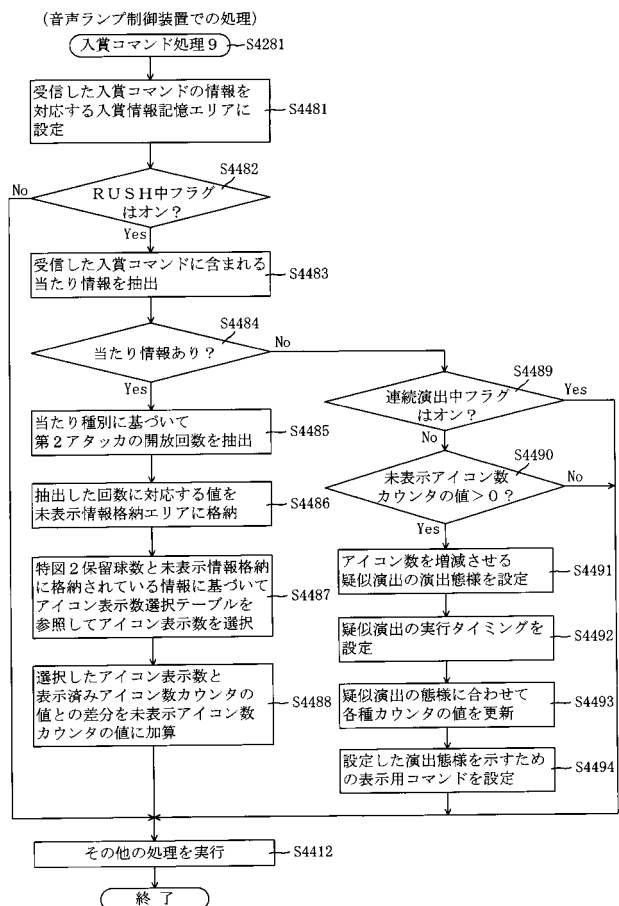 (音声ランプ制御装置での処理)
入賞コマンド処理9
S4281
受信した入賞コマンドの情報を
対応する入賞情報記憶エリアに
設定
S4481
S4482
No
RUSH中フラグ
はオン?
Yes
受信した入賞コマンドに含まれる
当たり情報を抽出
S4483
S4484
当たり情報あり?
No
Yes
S4489
連続演出中フラグ
はオン?
Yes
No
当たり種別に基づいて
第2アタッカの開放回数を抽出
S4485
S4490
未表示アイコン数
カウンタの値>0?
No
Yes
抽出した回数に対応する値を
未表示情報格納エリアに格納
S4486
アイコン数を増減させる
疑似演出の演出態様を設定
S4491
特図2保留球数と未表示情報格納
に格納されている情報に基づいて
アイコン表示数選択テーブルを
参照してアイコン表示数を選択
S4487
疑似演出の実行タイミングを
設定
S4492
選択したアイコン表示数と
表示済みアイコン数カウンタの
値との差分を未表示アイコン数
カウンタの値に加算
S4488
疑似演出の態様に合わせて
各種カウンタの値を更新
S4493
設定した演出態様を示すため
の表示用コマンドを設定
S4494
その他の処理を実行
S4412
終了